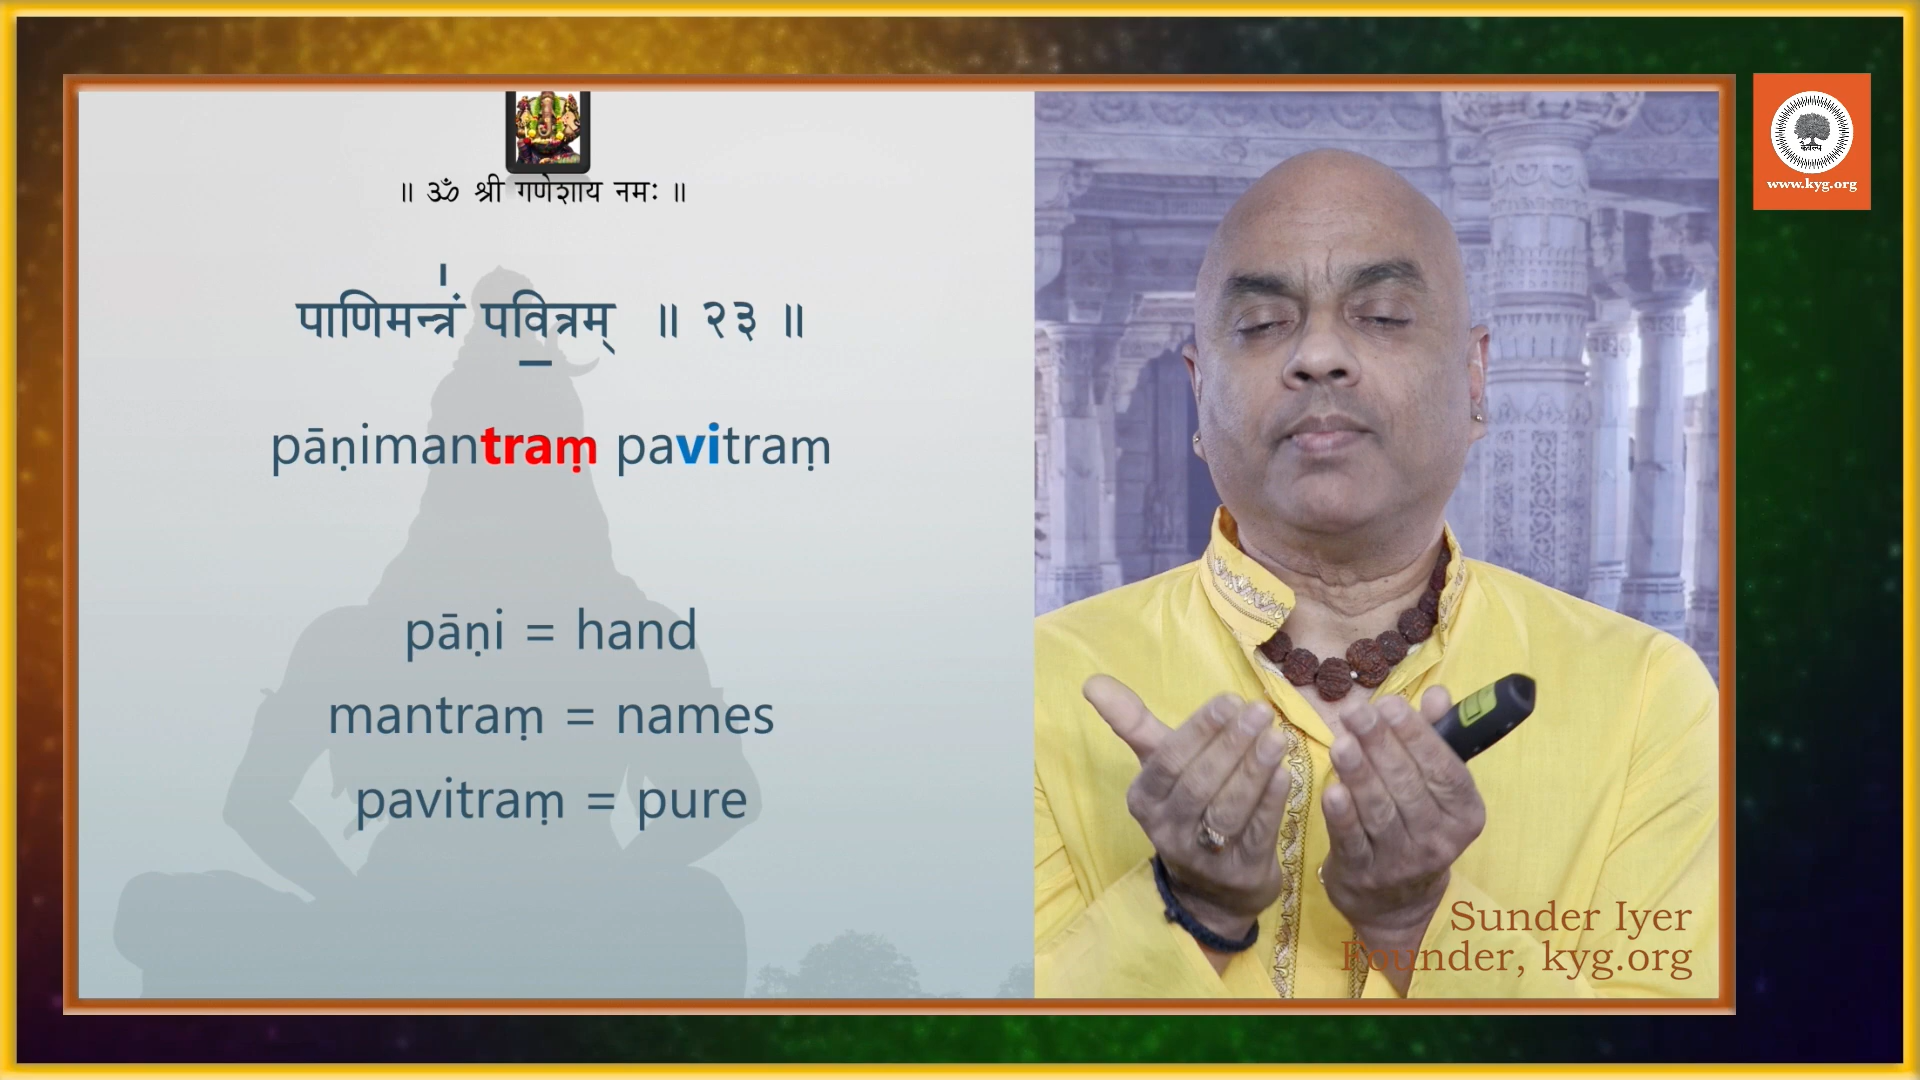 ॥ ॐ श्री गणेशाय नमः ॥
पाणिमन्त्रं॑ पवि॒त्रम् ॥ २३ ॥
pāṇimantraṃ pavitraṃ
pāṇi = hand
mantraṃ = names
pavitraṃ = pure
कैवल्य
www.kyg.org
Sunder Iyer
Founder, kyg.org